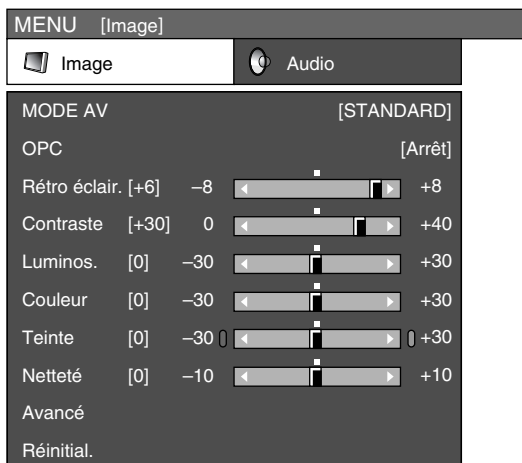 MENU [Image]
Image Audio
MODE AV [STANDARD]
OPC [Arrêt]
Rétro éclair. [+6] –8 +8
Contraste [+30] 0 +40
Luminos. [0] –30 +30
Couleur [0] –30 +30
Teinte [0] –30 +30
Netteté [0] –10 +10
Avancé
Réinitial.